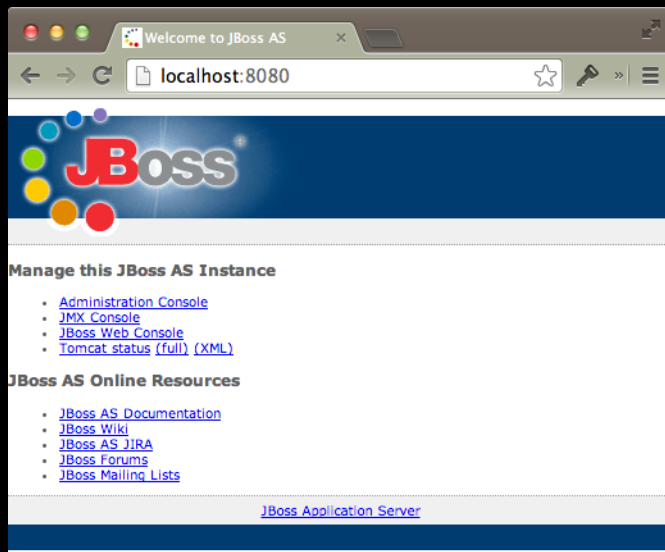 Welcome to JBoss AS
localhost:8080
JBoss®
Manage this JBoss AS Instance
Administration Console
JMX Console
JBoss Web Console
Tomcat status (full) (XML)
JBoss AS Online Resources
JBoss AS Documentation
JBoss Wiki
JBoss AS JIRA
JBoss Forums
JBoss Mailing Lists
JBoss Application Server